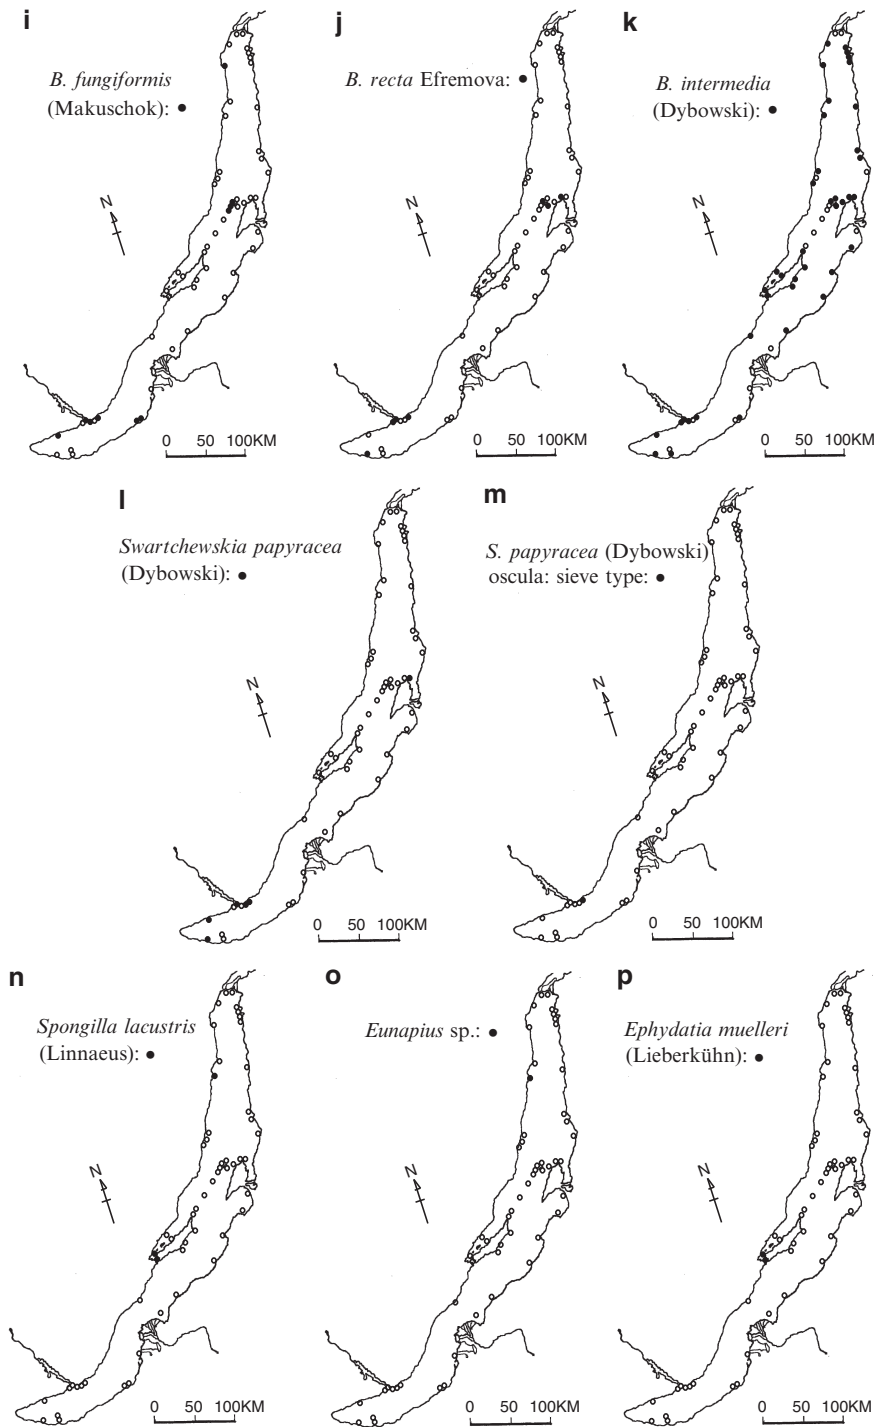 i
B. fungiformis
(Makuschok): ●
N
0 50 100KM
j
B. recta Efremova: ●
N
0 50 100KM
k
B. intermedia
(Dybowski): ●
N
0 50 100KM
l
Swartchewskia papyracea
(Dybowski): ●
N
0 50 100KM
m
S. papyracea (Dybowski)
oscula: sieve type: ●
N
0 50 100KM
n
Spongilla lacustris
(Linnaeus): ●
N
0 50 100KM
o
Eunapius sp.: ●
N
0 50 100KM
p
Ephydatia muelleri
(Lieberkühn): ●
N
0 50 100KM